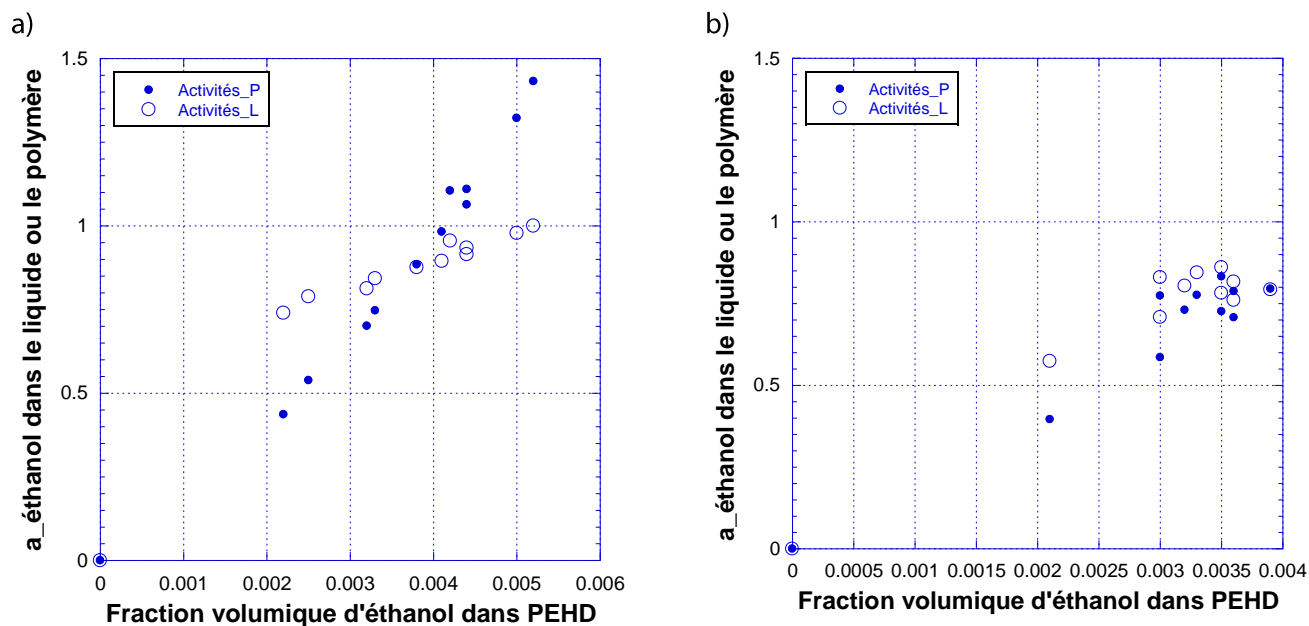 a)
a_éthanol dans le liquide ou le polymère
1.5
1
0.5
0
Activités_P
Activités_L
0 0.001 0.002 0.003 0.004 0.005 0.006
Fraction volumique d'éthanol dans PEHD
b)
a_éthanol dans le liquide ou le polymère
1.5
1
0.5
0
Activités_P
Activités_L
0 0.0005 0.001 0.0015 0.002 0.0025 0.003 0.0035 0.004
Fraction volumique d'éthanol dans PEHD